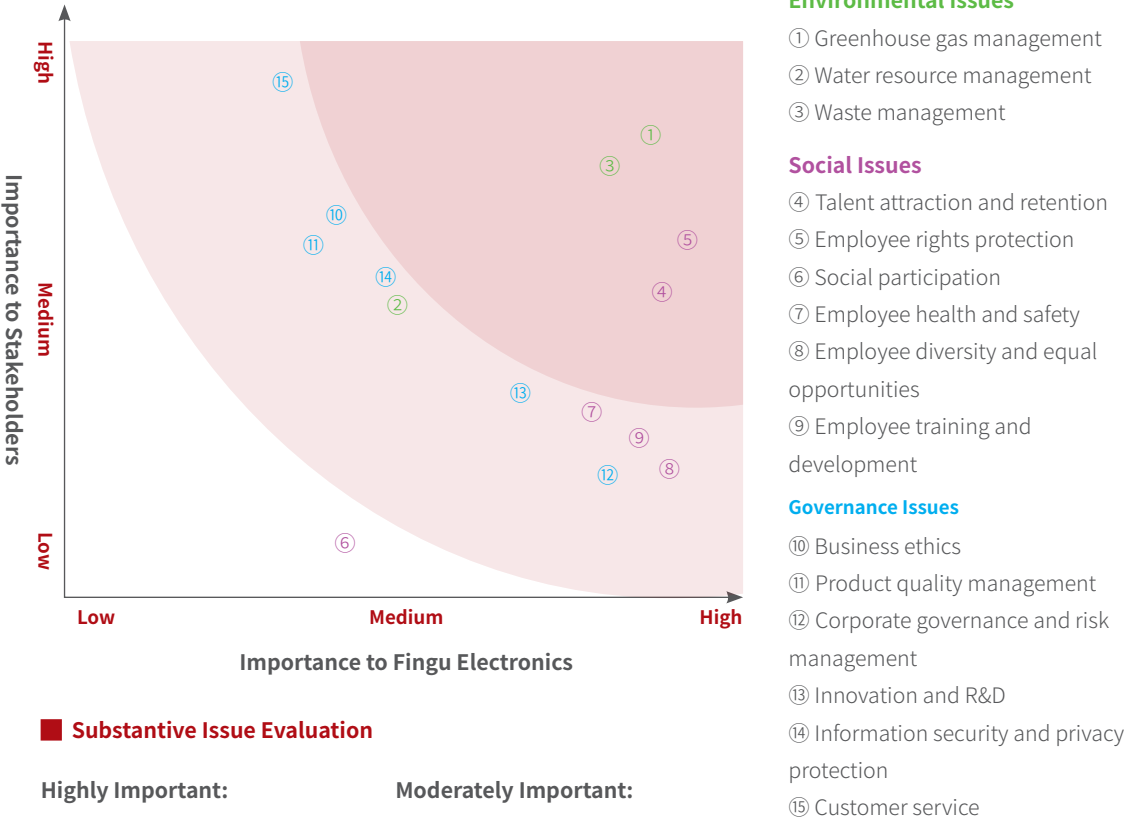 Environmental Issues
① Greenhouse gas management
② Water resource management
③ Waste management
Social Issues
④ Talent attraction and retention
⑤ Employee rights protection
⑥ Social participation
⑦ Employee health and safety
⑧ Employee diversity and equal
opportunities
⑨ Employee training and
development
Governance Issues
⑩ Business ethics
⑪ Product quality management
⑫ Corporate governance and risk
management
⑬ Innovation and R&D
⑭ Information security and privacy
protection
⑮ Customer service
Importance to Stakeholders
High
Medium
Low
⑮
①
③
⑩
⑤
⑪
⑭
④
②
⑬
⑦
⑨
⑧
⑫
⑥
Low
Medium
High
Importance to Fingu Electronics
Substantive Issue Evaluation
Highly Important:
Moderately Important: